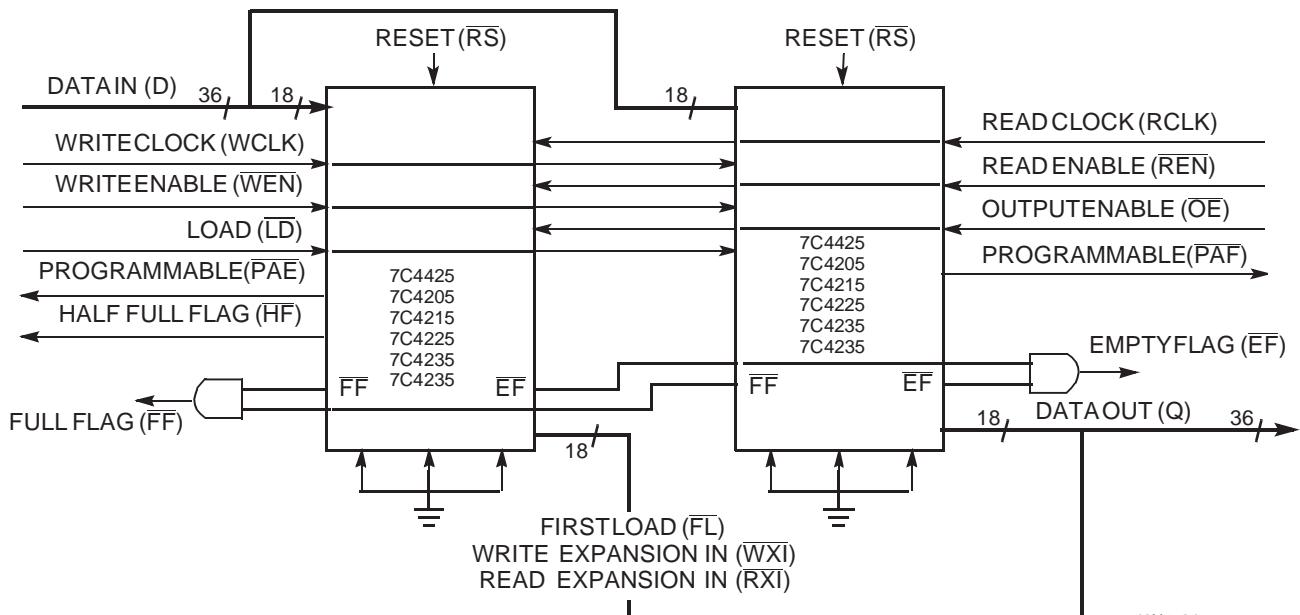 RESET (RS)
RESET (RS)
DATA IN (D)
36
18
18
READ CLOCK (RCLK)
WRITE CLOCK (WCLK)
READ ENABLE (REN)
WRITE ENABLE (WEN)
OUTPUT ENABLE (OE)
LOAD (LD)
PROGRAMMABLE (PAE)
PROGRAMMABLE (PAF)
HALF FULL FLAG (HF)
7C4425
7C4205
7C4215
7C4225
7C4235
7C4235
7C4425
7C4205
7C4215
7C4225
7C4235
7C4235
EMPTY FLAG (EF)
FF
EF
FF
EF
FULL FLAG (FF)
DATA OUT (Q)
18
18
36
FIRST LOAD (FL)
WRITE EXPANSION IN (WXI)
READ EXPANSION IN (RXI)